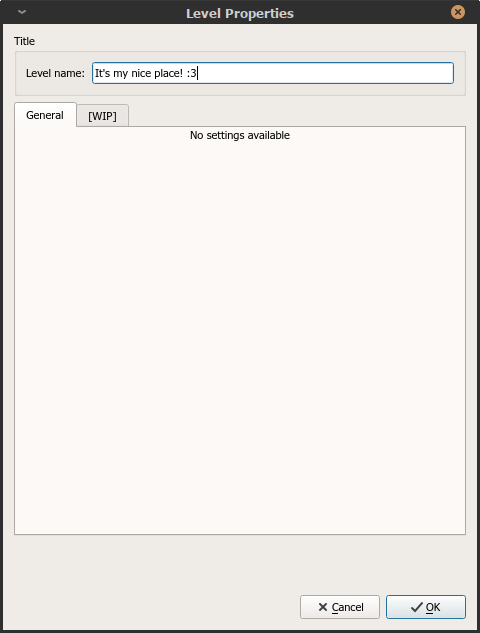 Level Properties
Title
Level name: It's my nice place! :3
General [WIP]
No settings available
Cancel OK